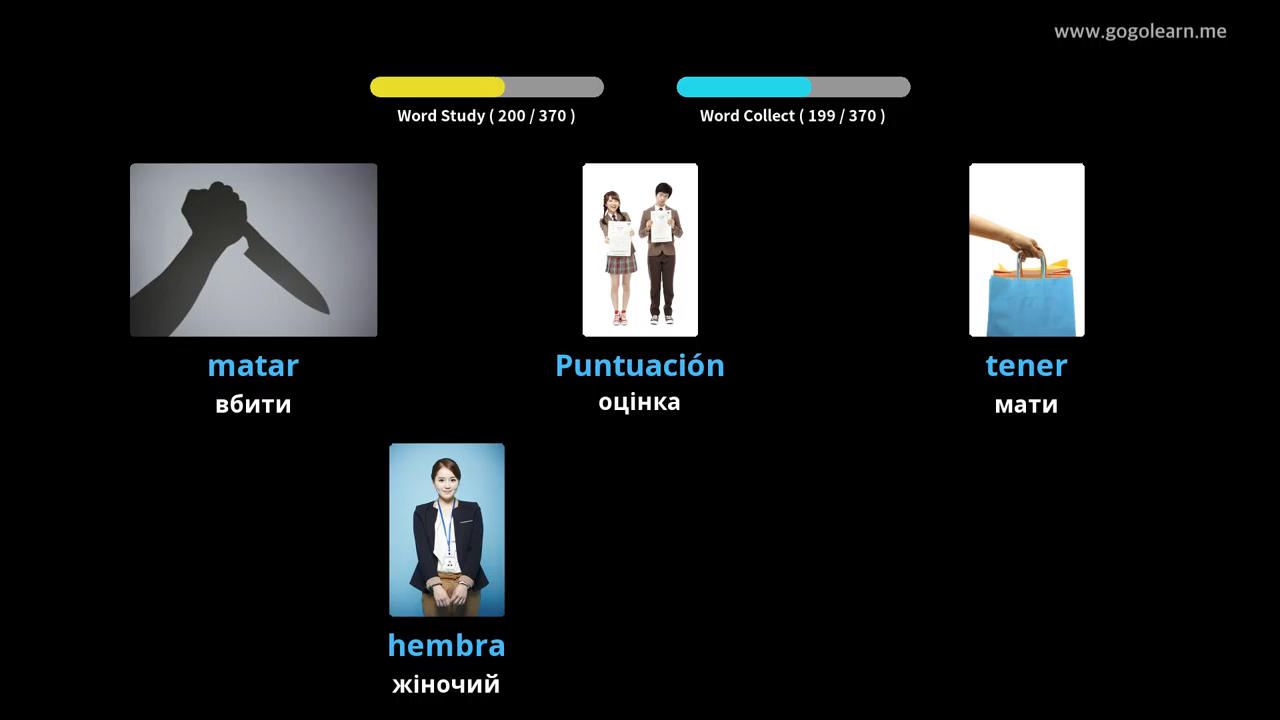 www.gogolearn.me
Word Study ( 200 / 370 )
Word Collect ( 199 / 370 )
matar
вбити
Puntuación
оцінка
tener
мати
hembra
жіночий